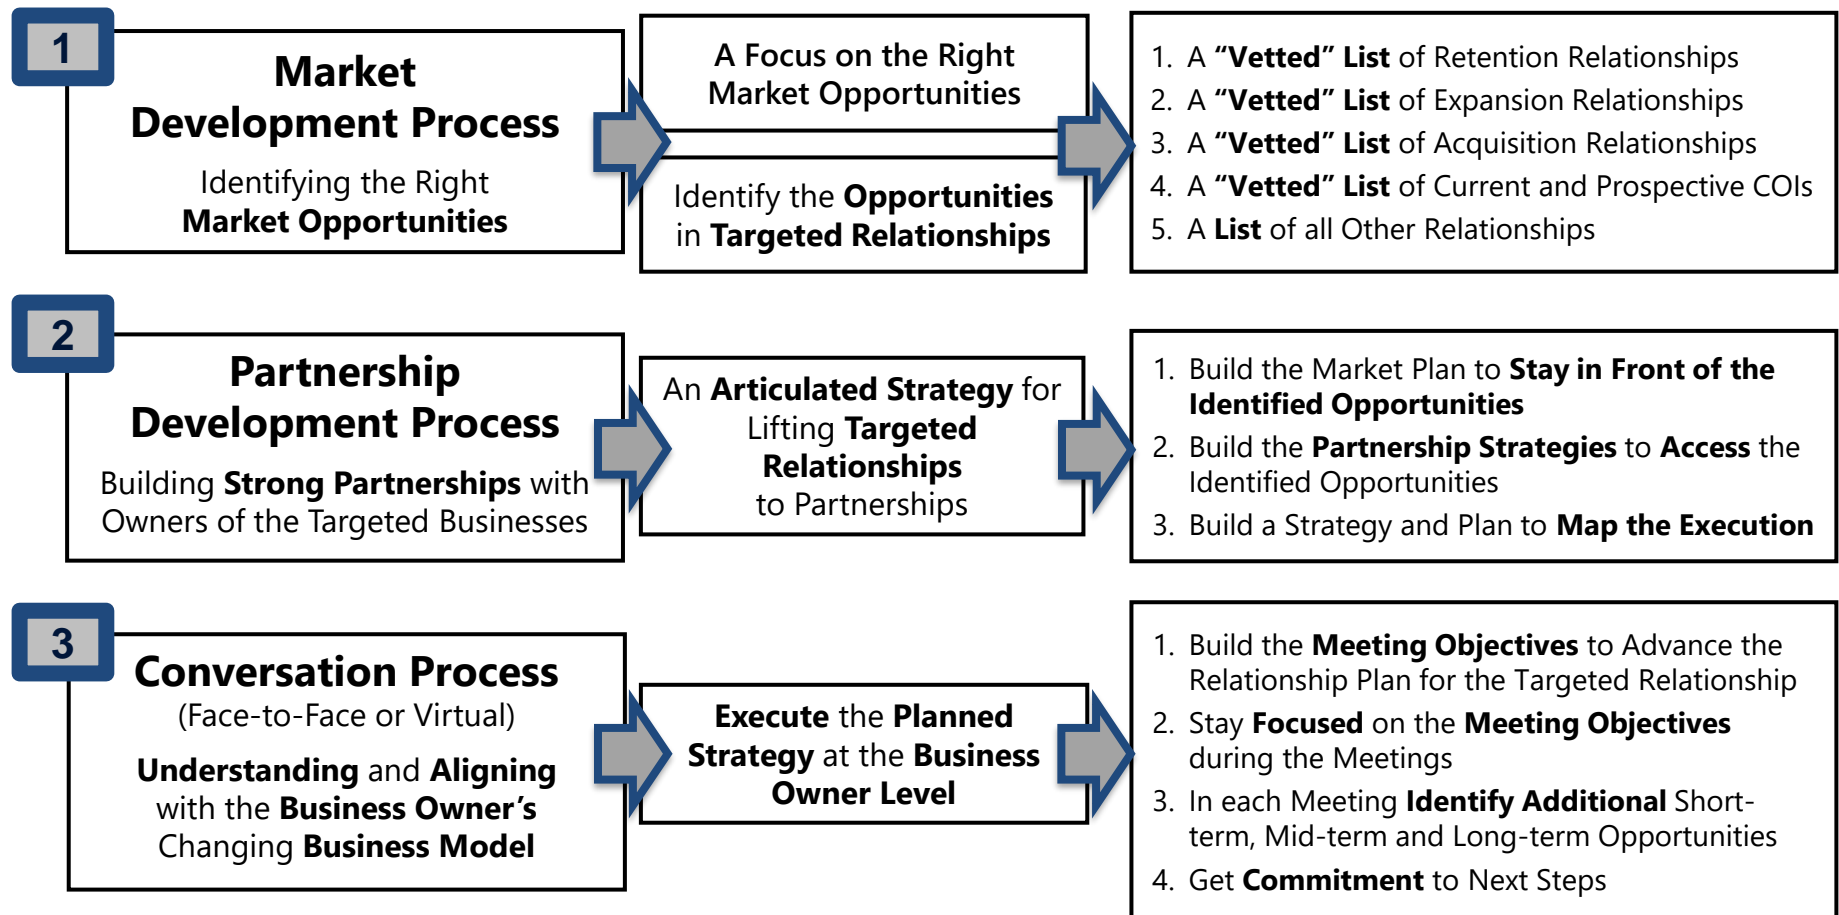 1
Market
Development Process
Identifying the Right
Market Opportunities
A Focus on the Right
Market Opportunities
Identify the Opportunities
in Targeted Relationships
1. A “Vetted” List of Retention Relationships
2. A “Vetted” List of Expansion Relationships
3. A “Vetted” List of Acquisition Relationships
4. A “Vetted” List of Current and Prospective COIs
5. A List of all Other Relationships
2
Partnership
Development Process
Building Strong Partnerships with
Owners of the Targeted Businesses
An Articulated Strategy for
Lifting Targeted
Relationships
to Partnerships
1. Build the Market Plan to Stay in Front of the
Identified Opportunities
2. Build the Partnership Strategies to Access the
Identified Opportunities
3. Build a Strategy and Plan to Map the Execution
3
Conversation Process
(Face-to-Face or Virtual)
Understanding and Aligning
with the Business Owner’s
Changing Business Model
Execute the Planned
Strategy at the Business
Owner Level
1. Build the Meeting Objectives to Advance the
Relationship Plan for the Targeted Relationship
2. Stay Focused on the Meeting Objectives
during the Meetings
3. In each Meeting Identify Additional Short-
term, Mid-term and Long-term Opportunities
4. Get Commitment to Next Steps